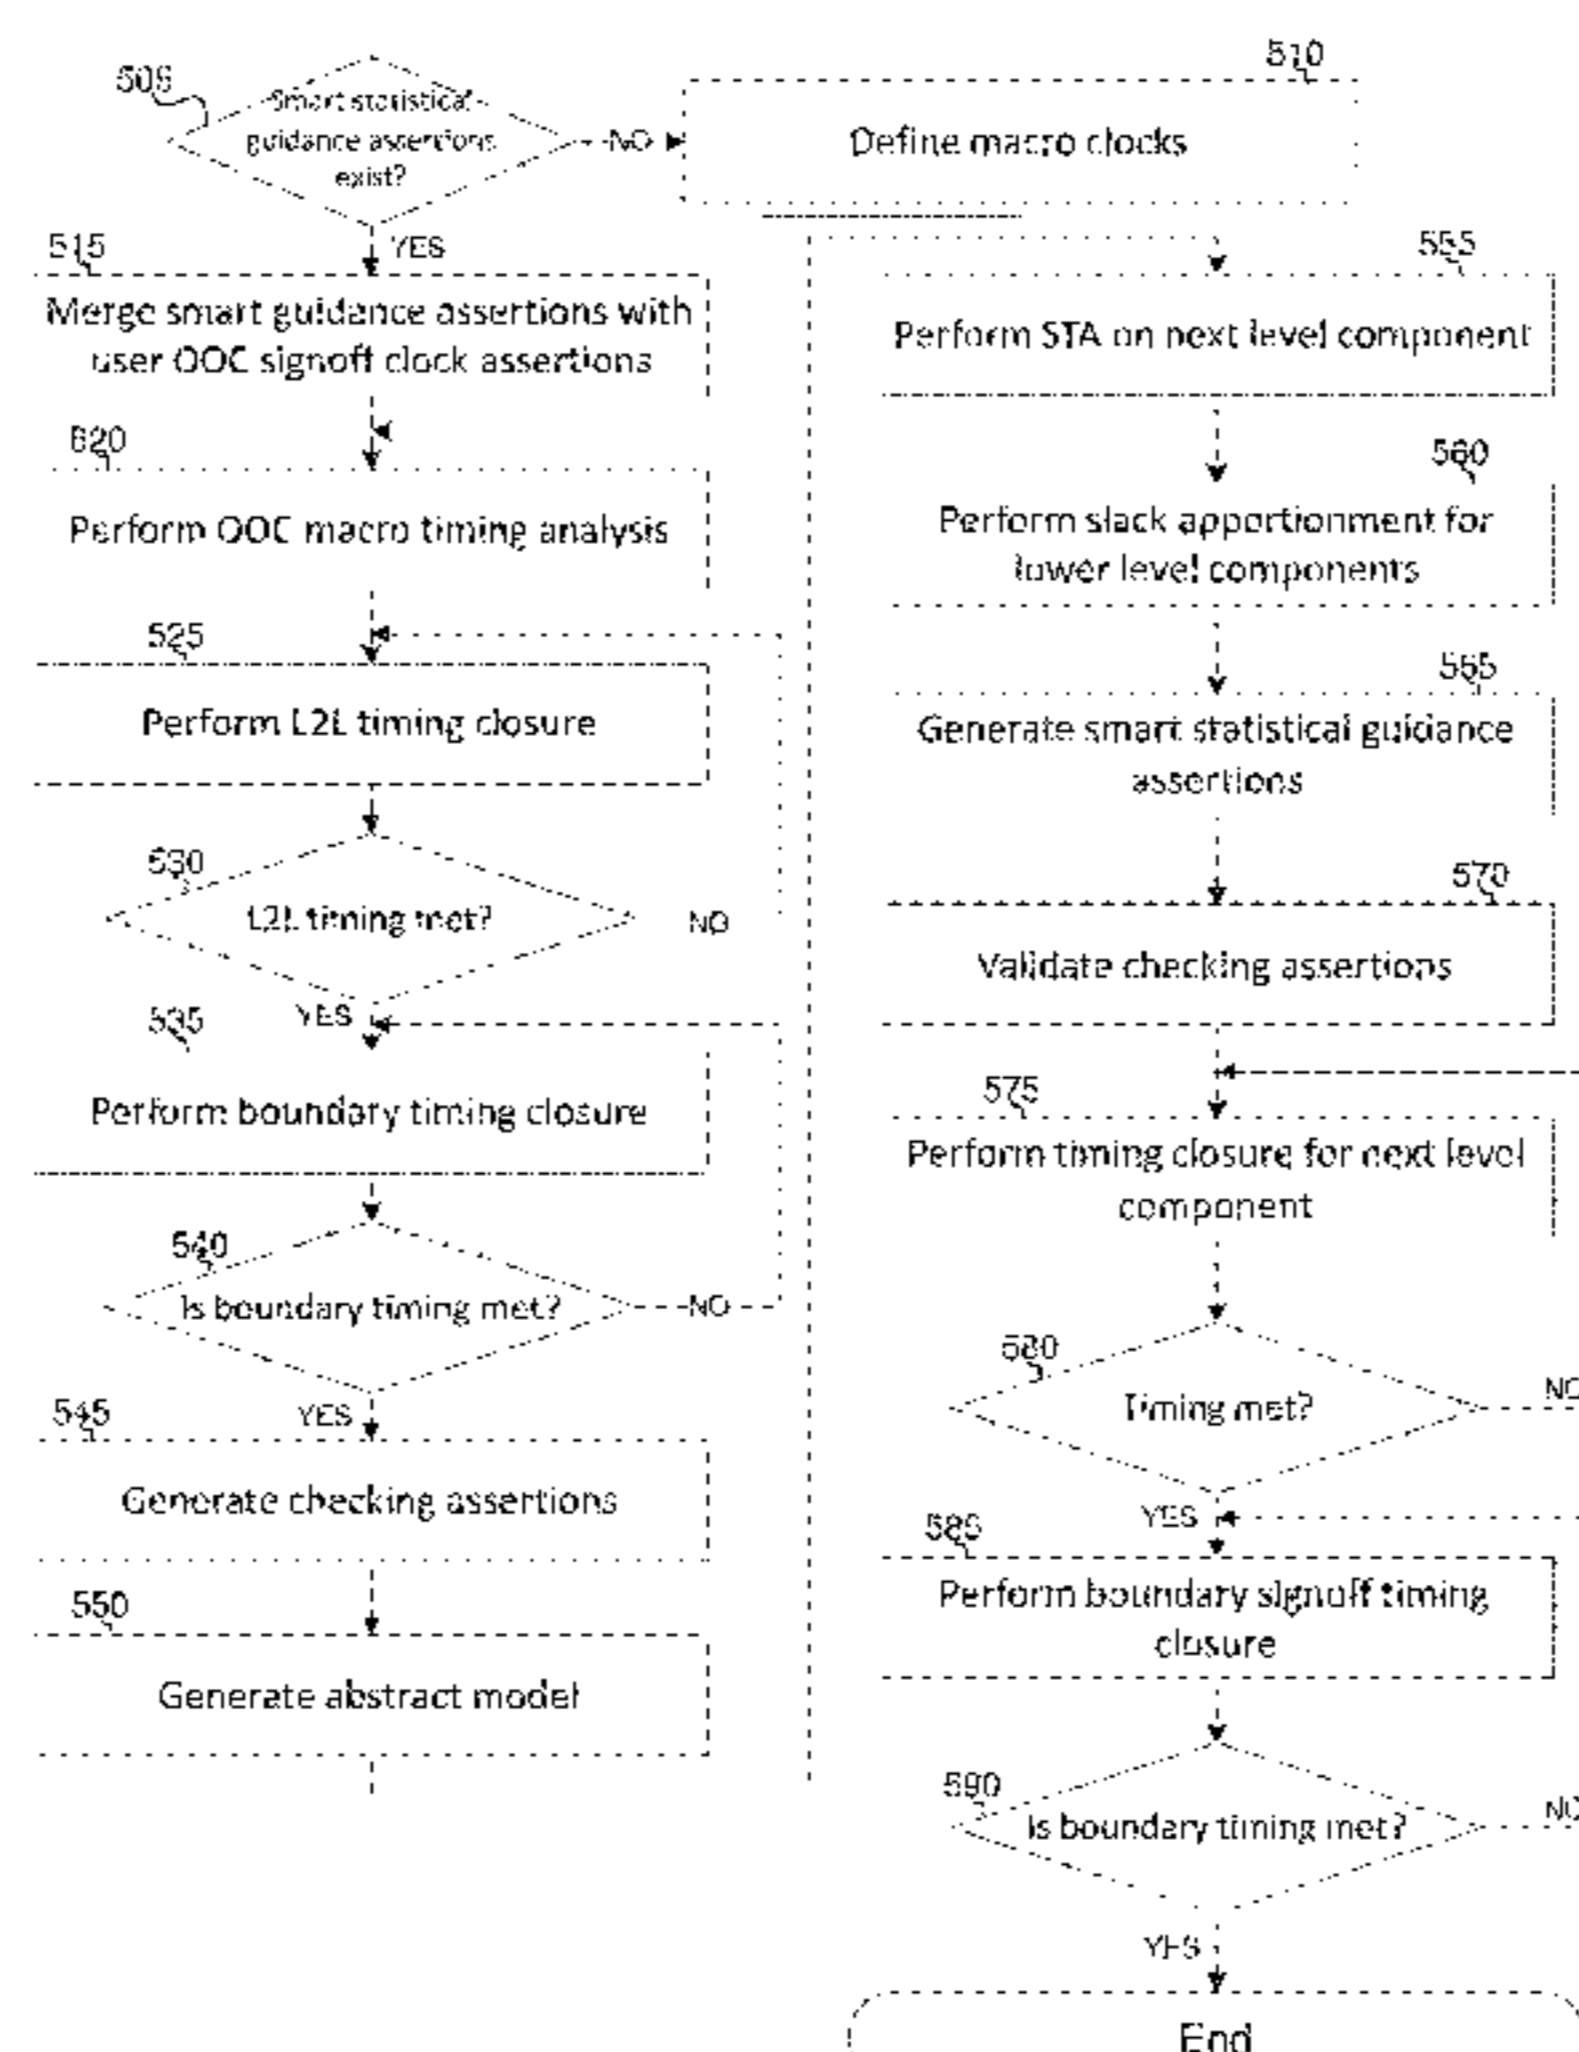 505
Smart statistical
guidance assertions
exist?
NO
510
Define macro clocks
YES
515
Merge smart guidance assertions with
user OOC signoff clock assertions
520
Perform OOC macro timing analysis
525
Perform L2L timing closure
530
L2L timing met?
NO
YES
535
Perform boundary timing closure
540
Is boundary timing met?
NO
YES
545
Generate checking assertions
550
Generate abstract model
555
Perform STA on next level component
560
Perform slack apportionment for
lower level components
565
Generate smart statistical guidance
assertions
570
Validate checking assertions
575
Perform timing closure for next level
component
580
Timing met?
NO
YES
585
Perform boundary signoff timing
closure
590
Is boundary timing met?
NO
YES
End